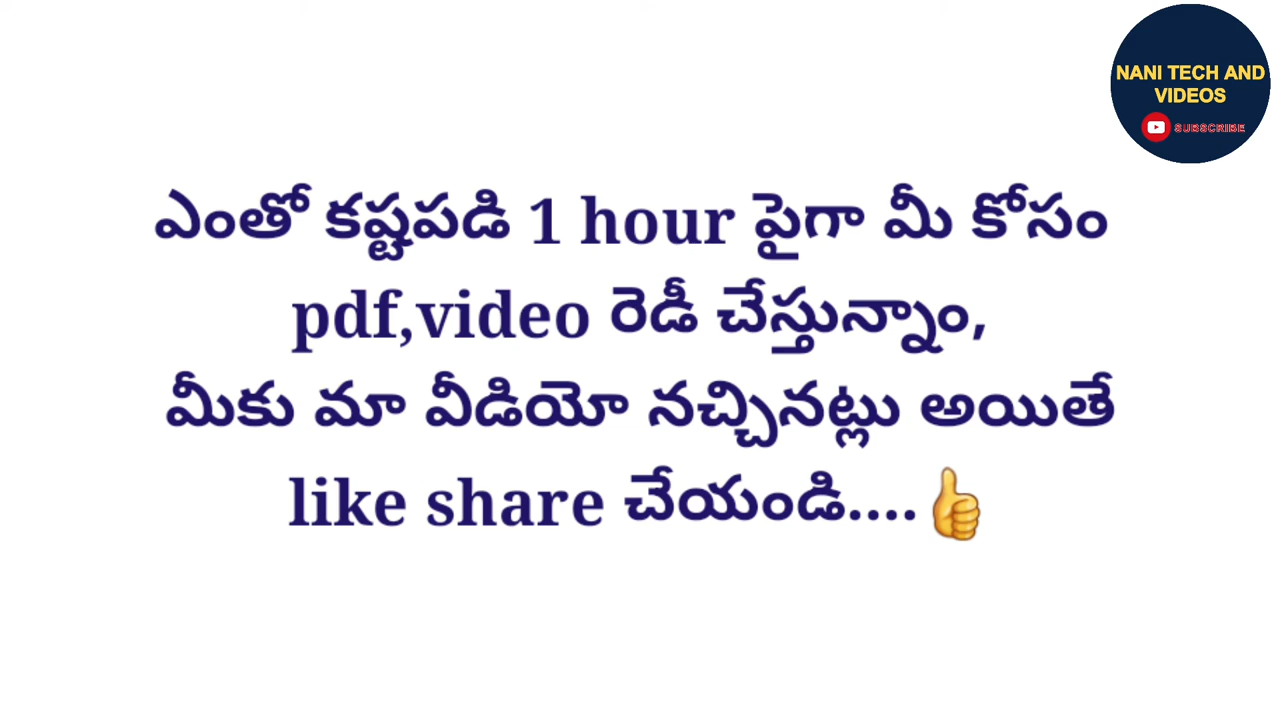 NANI TECH AND
VIDEOS
SUBSCRIBE
ఎంతో కష్టపడి 1 hour పైగా మీ కోసం
pdf,video రెడీ చేస్తున్నాం,
మీకు మా వీడియో నచ్చినట్లు అయితే
like share చేయండి....👍